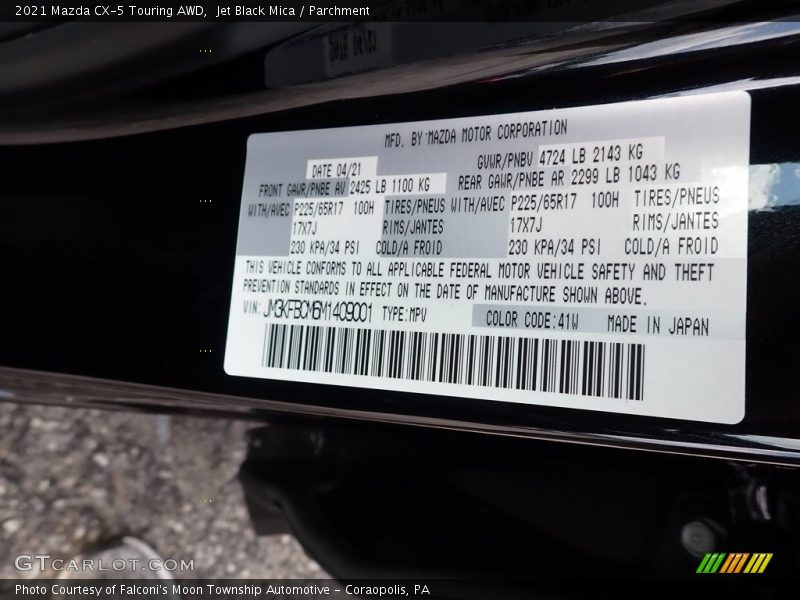 2021 Mazda CX-5 Touring AWD, Jet Black Mica / Parchment
MFD. BY MAZDA MOTOR CORPORATION
DATE 04/21 GVWR/PNBV 4724 LB 2143 KG
FRONT GAWR/PNBE AV 2425 LB 1100 KG REAR GAWR/PNBE AR 2299 LB 1043 KG
WITH/AVEC P225/65R17 100H TIRES/PNEUS WITH/AVEC P225/65R17 100H TIRES/PNEUS
17X7J RIMS/JANTES 17X7J RIMS/JANTES
230 KPA/34 PSI COLD/A FROID 230 KPA/34 PSI COLD/A FROID
THIS VEHICLE CONFORMS TO ALL APPLICABLE FEDERAL MOTOR VEHICLE SAFETY AND THEFT
PREVENTION STANDARDS IN EFFECT ON THE DATE OF MANUFACTURE SHOWN ABOVE.
VIN: JM3KFBCM6M1409001 TYPE:MPV COLOR CODE:41W MADE IN JAPAN
GTCARLOT.COM
Photo Courtesy of Falconi's Moon Township Automotive - Coraopolis, PA